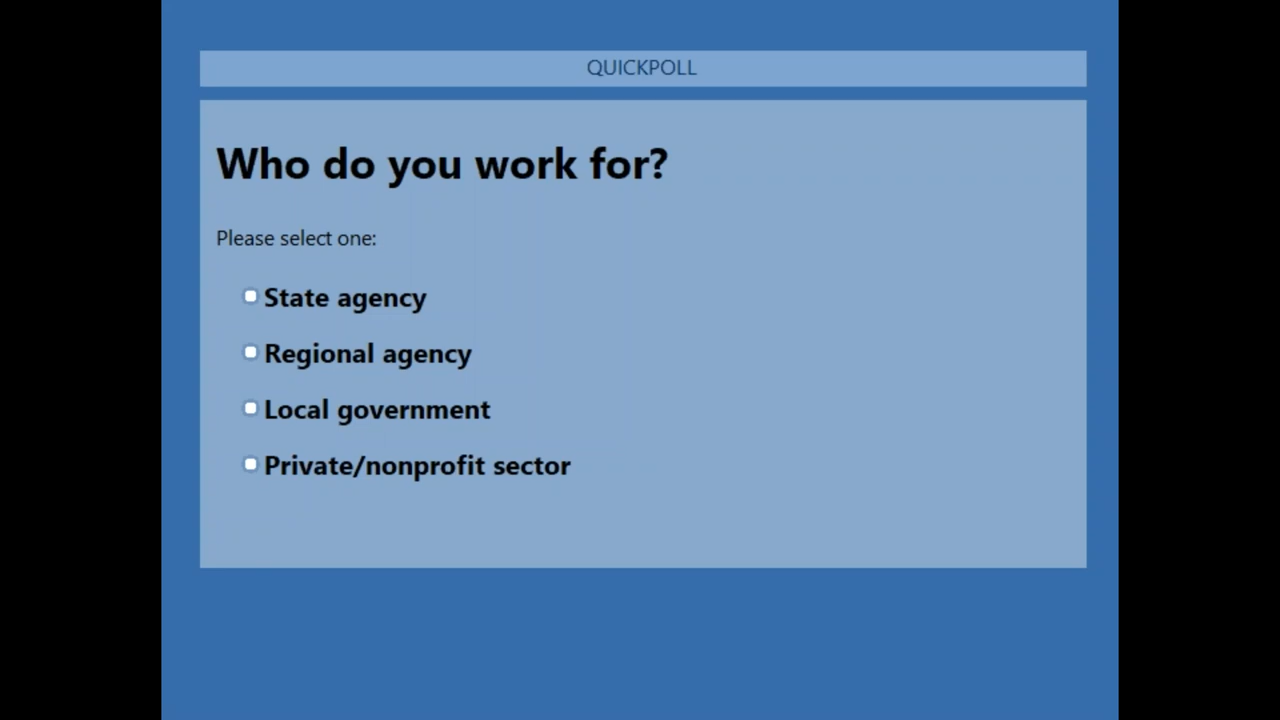 QUICKPOLL
Who do you work for?
Please select one:
State agency
Regional agency
Local government
Private/nonprofit sector